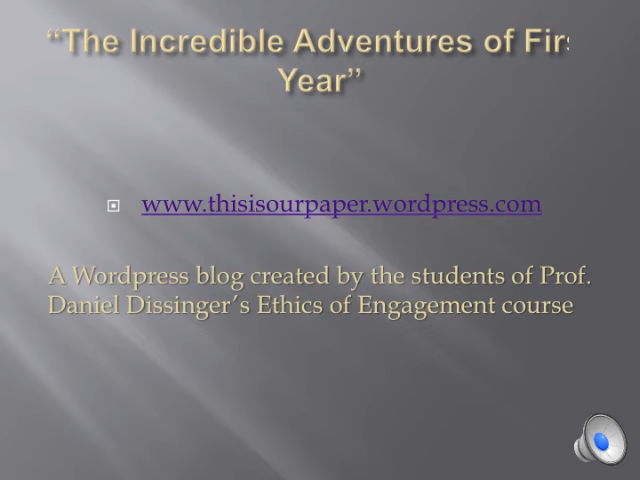 “The Incredible Adventures of Firs
Year”
www.thisisourpaper.wordpress.com
A Wordpress blog created by the students of Prof.
Daniel Dissinger’s Ethics of Engagement course